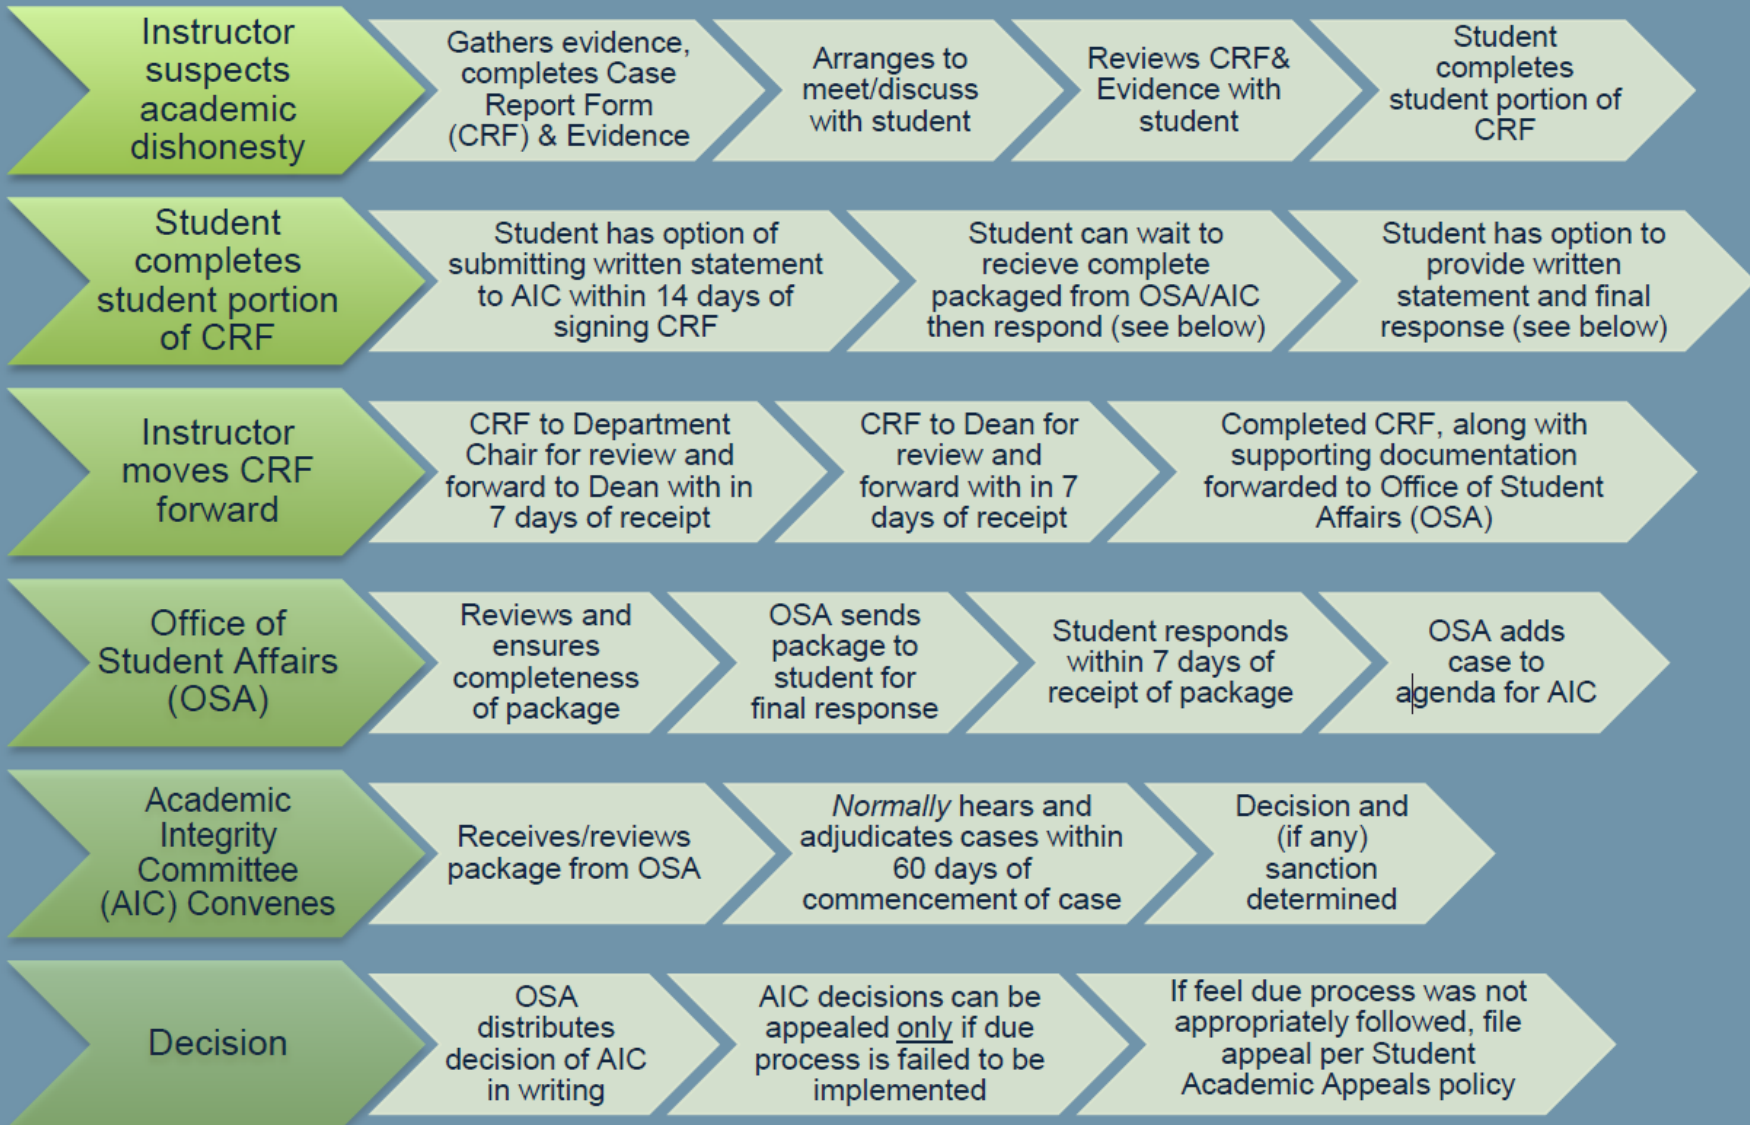 Instructor
suspects
academic
dishonesty
Gathers evidence,
completes Case
Report Form
(CRF) & Evidence
Arranges to
meet/discuss
with student
Reviews CRF&
Evidence with
student
Student
completes
student portion of
CRF
Student
completes
student portion
of CRF
Student has option of
submitting written statement
to AIC within 14 days of
signing CRF
Student can wait to
recieve complete
packaged from OSA/AIC
then respond (see below)
Student has option to
provide written
statement and final
response (see below)
Instructor
moves CRF
forward
CRF to Department
Chair for review and
forward to Dean with in
7 days of receipt
CRF to Dean for
review and
forward with in 7
days of receipt
Completed CRF, along with
supporting documentation
forwarded to Office of Student
Affairs (OSA)
Office of
Student Affairs
(OSA)
Reviews and
ensures
completeness
of package
OSA sends
package to
student for
final response
Student responds
within 7 days of
receipt of package
OSA adds
case to
agenda for AIC
Academic
Integrity
Committee
(AIC) Convenes
Receives/reviews
package from OSA
Normally hears and
adjudicates cases within
60 days of
commencement of case
Decision and
(if any)
sanction
determined
Decision
OSA
distributes
decision of AIC
in writing
AIC decisions can be
appealed only if due
process is failed to be
implemented
If feel due process was not
appropriately followed, file
appeal per Student
Academic Appeals policy